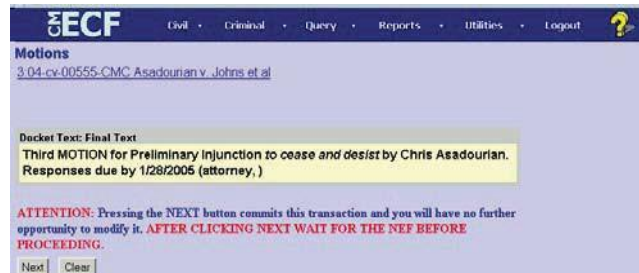 CM ECF Civil Criminal Query Reports Utilities Logout ?
Motions
3:04-cv-00555-CMC Asadourian v. Johns et al
Docket Text: Final Text
Third MOTION for Preliminary Injunction to cease and desist by Chris Asadourian.
Responses due by 1/28/2005 (attorney, )
ATTENTION: Pressing the NEXT button commits this transaction and you will have no further
opportunity to modify it. AFTER CLICKING NEXT WAIT FOR THE NEF BEFORE
PROCEEDING.
Next Clear